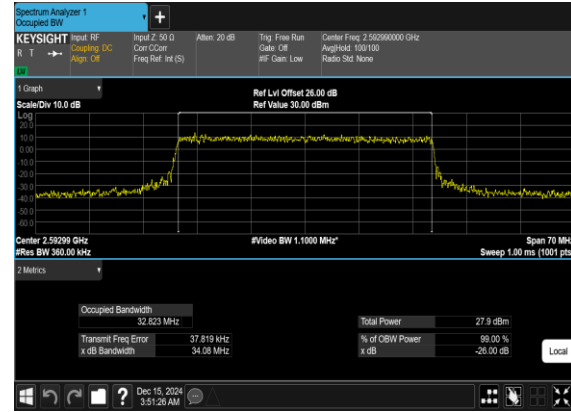 Spectrum Analyzer 1
Occupied BW
+
KEYSIGHT
R T
LU
Input: RF
Coupling: DC
Align: Off
Input Z: 50 Ω
Corr CCorr
Freq Ref: Int (S)
Atten: 20 dB
Trig: Free Run
Gate: Off
#IF Gain: Low
Center Freq: 2.592990000 GHz
Avg|Hold: 100/100
Radio Std: None
1 Graph
Scale/Div 10.0 dB
Ref Lvl Offset 26.00 dB
Ref Value 30.00 dBm
Log
20.0
10.0
0.00
-10.0
-20.0
-30.0
-40.0
-50.0
-60.0
Center 2.59299 GHz
#Res BW 360.00 kHz
#Video BW 1.1000 MHz*
Span 70 MHz
Sweep 1.00 ms (1001 pts
2 Metrics
Occupied Bandwidth
32.823 MHz
Transmit Freq Error 37.819 kHz
x dB Bandwidth 34.08 MHz
Total Power 27.9 dBm
% of OBW Power 99.00 %
x dB -26.00 dB
Local
?
Dec 15, 2024
3:51:26 AM